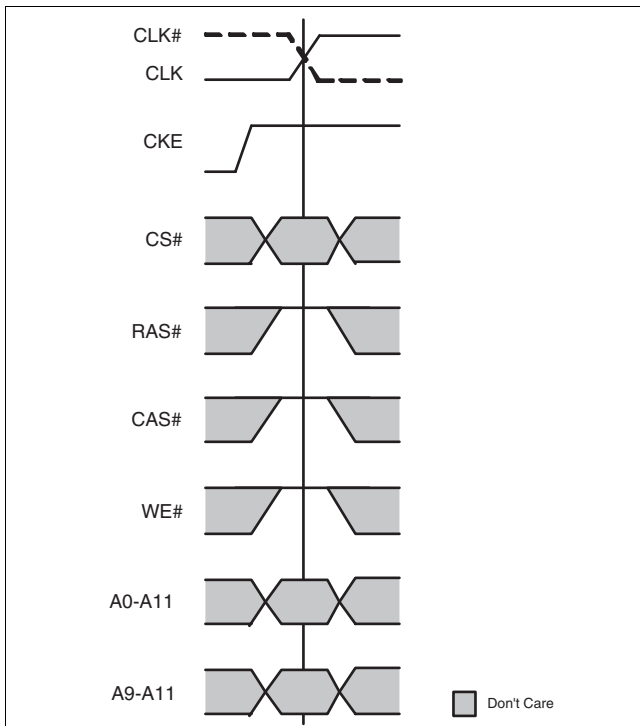 CLK#
CLK
CKE
CS#
RAS#
CAS#
WE#
A0-A11
A9-A11
Don't Care